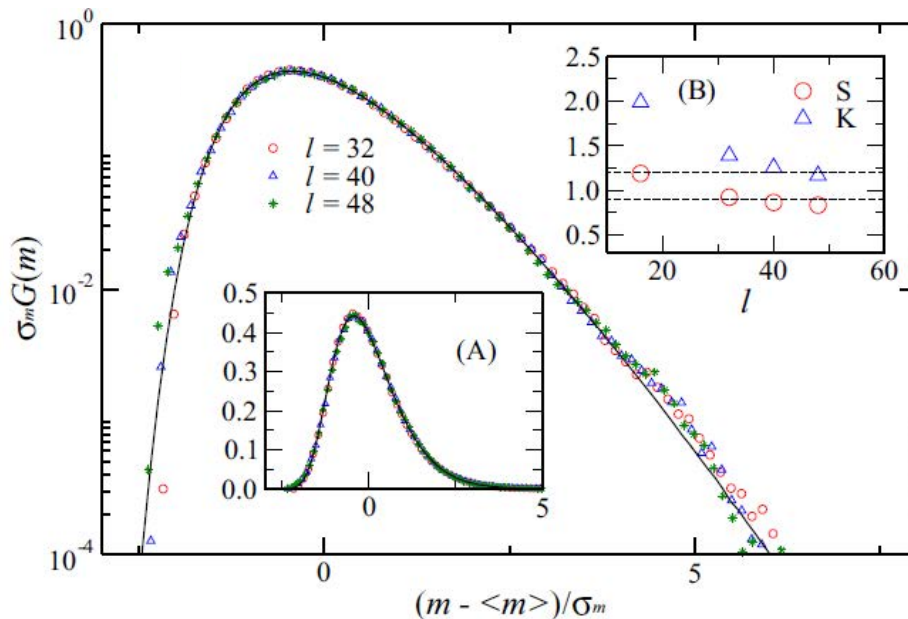 10^0
10^-2
10^-4
σₘG(m)
0
5
(m - <m>)/σₘ
l = 32
l = 40
l = 48
(A)
0.5
0.4
0.3
0.2
0.1
0.0
0
5
(B)
S
K
2.5
2.0
1.5
1.0
0.5
20
40
60
l